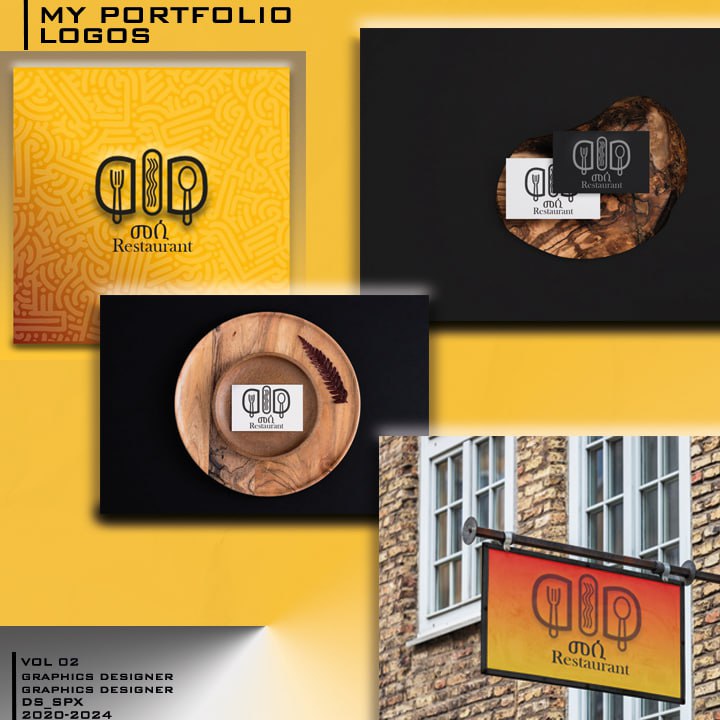 MY PORTFOLIO
LOGOS
መሲ
Restaurant
መሲ
Restaurant
መሲ
Restaurant
መሲ
Restaurant
መሲ
Restaurant
VOL 02
GRAPHICS DESIGNER
GRAPHICS DESIGNER
DS_SPX
2020-2024